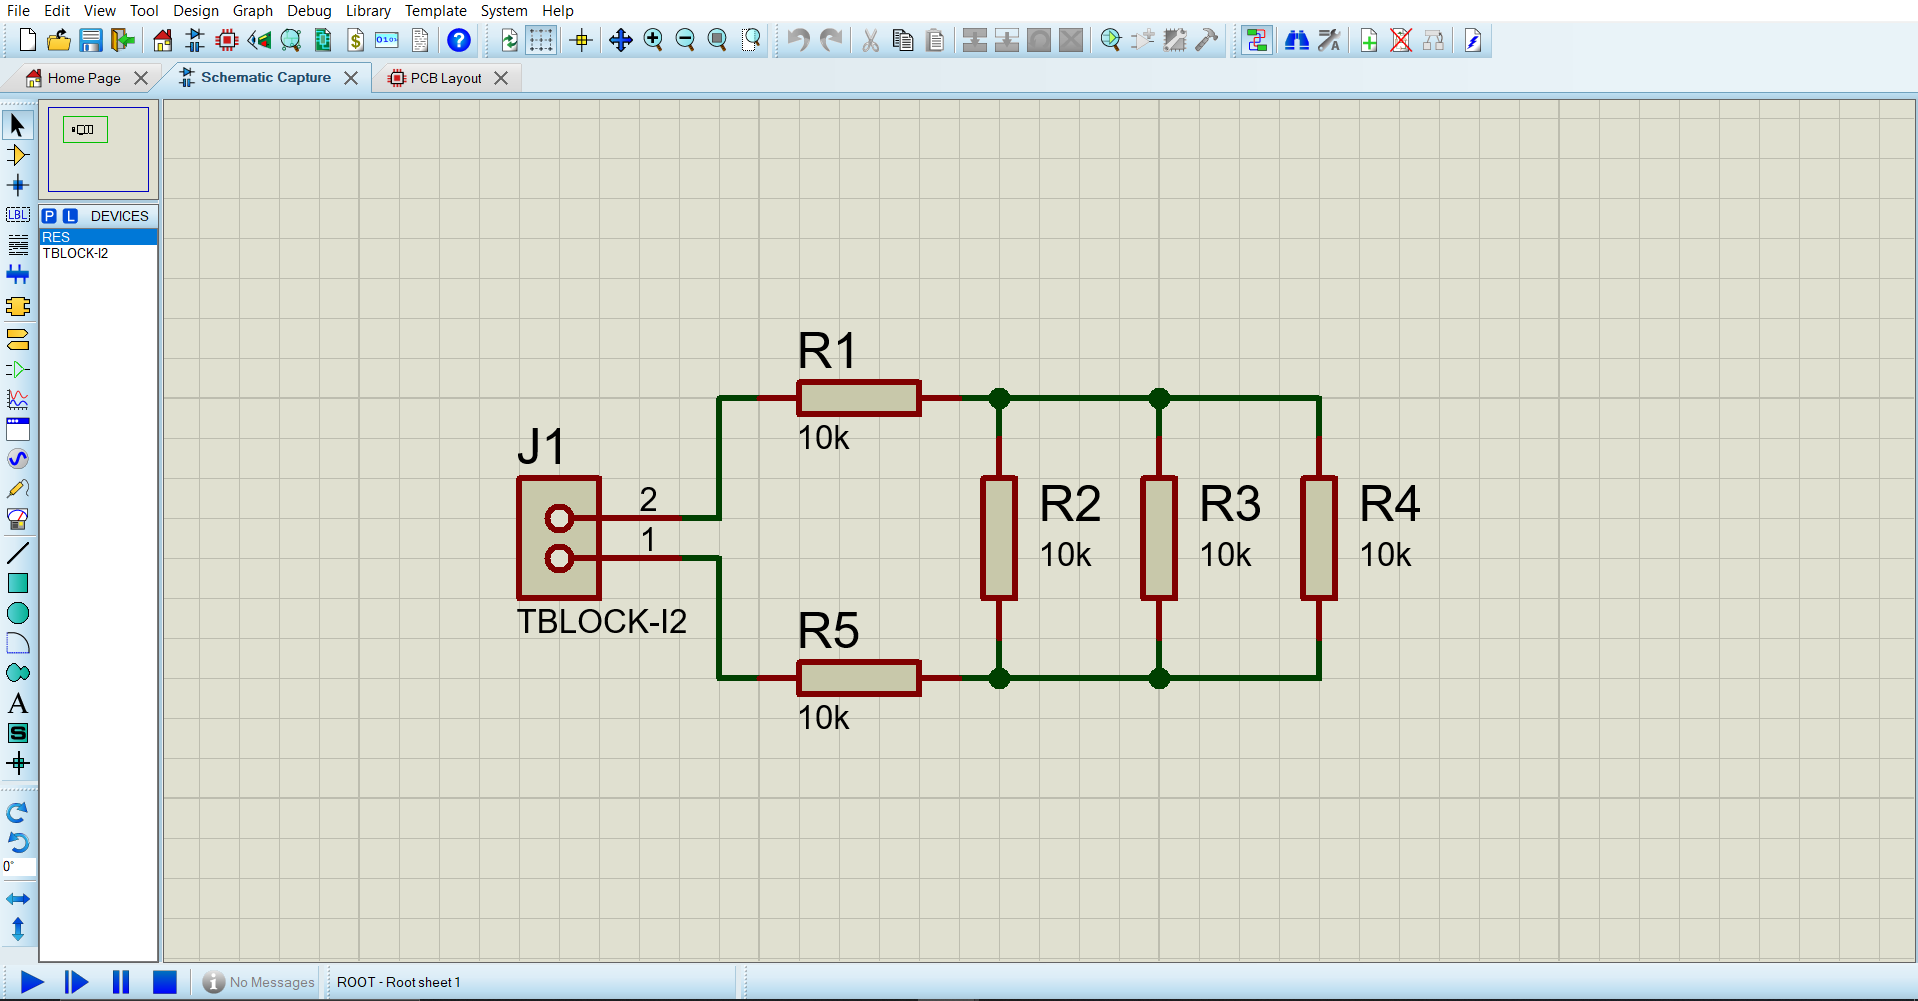 File Edit View Tool Design Graph Debug Library Template System Help
Home Page Schematic Capture PCB Layout
P L DEVICES
RES
TBLOCK-I2
LBL
A
S
0°
R1
10k
J1
2
1
TBLOCK-I2
R2
10k
R3
10k
R4
10k
R5
10k
No Messages ROOT - Root sheet 1